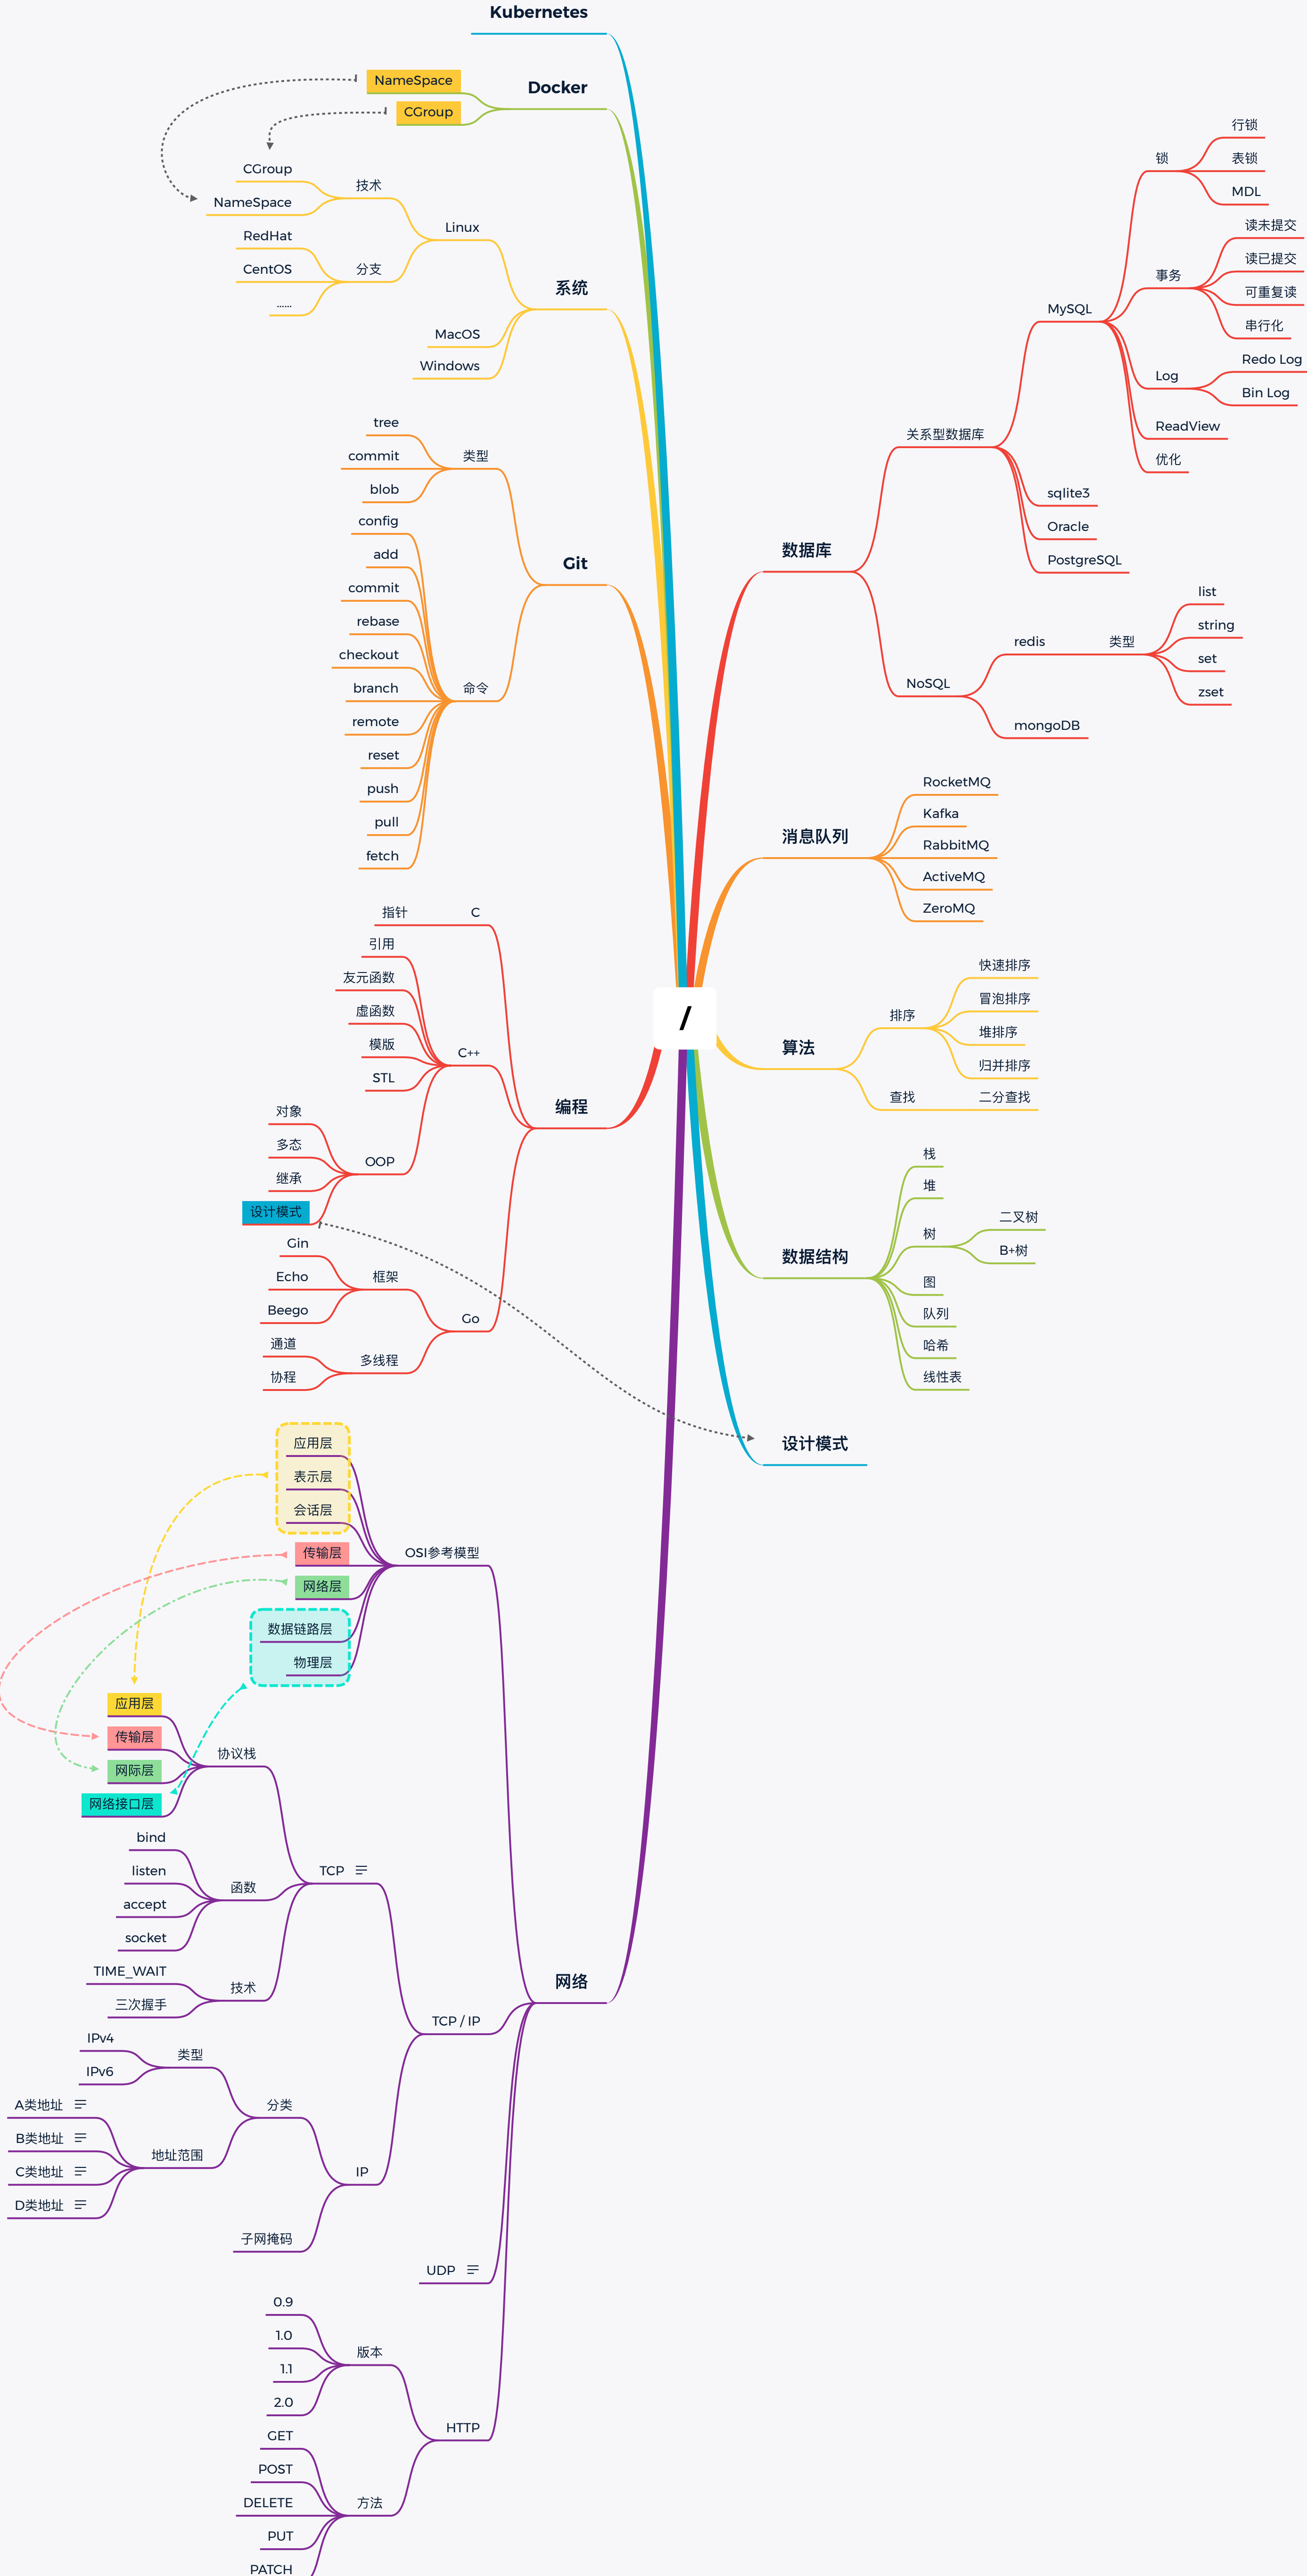 Kubernetes
Docker
NameSpace
CGroup
系统
Linux
技术
CGroup
NameSpace
分支
RedHat
CentOS
......
MacOS
Windows
Git
类型
tree
commit
blob
命令
config
add
commit
rebase
checkout
branch
remote
reset
push
pull
fetch
/
编程
C
指针
C++
引用
友元函数
虚函数
模版
STL
OOP
对象
多态
继承
设计模式
Go
框架
Gin
Echo
Beego
多线程
通道
协程
网络
OSI参考模型
应用层
表示层
会话层
传输层
网络层
数据链路层
物理层
TCP / IP
TCP
协议栈
应用层
传输层
网际层
网络接口层
函数
bind
listen
accept
socket
技术
TIME_WAIT
三次握手
IP
分类
类型
IPv4
IPv6
地址范围
A类地址
B类地址
C类地址
D类地址
子网掩码
UDP
HTTP
版本
0.9
1.0
1.1
2.0
方法
GET
POST
DELETE
PUT
PATCH
数据库
关系型数据库
MySQL
锁
行锁
表锁
MDL
事务
读未提交
读已提交
可重复读
串行化
Log
Redo Log
Bin Log
ReadView
优化
sqlite3
Oracle
PostgreSQL
NoSQL
redis
类型
list
string
set
zset
mongoDB
消息队列
RocketMQ
Kafka
RabbitMQ
ActiveMQ
ZeroMQ
算法
排序
快速排序
冒泡排序
堆排序
归并排序
查找
二分查找
数据结构
栈
堆
树
二叉树
B+树
图
队列
哈希
线性表
设计模式